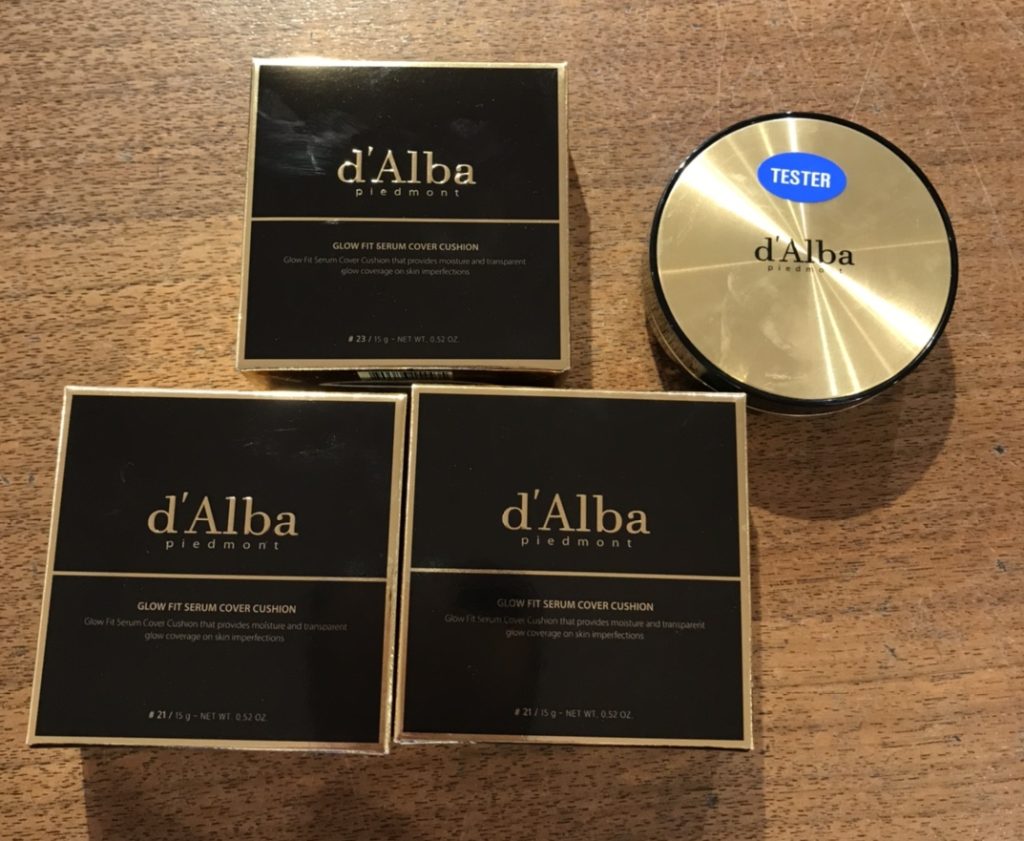 d'Alba
piedmont
GLOW FIT SERUM COVER CUSHION
Glow Fit Serum Cover Cushion that provides moisture and transparent
glow coverage on skin imperfections
# 23 / 15 g – NET WT. 0.52 OZ.
TESTER
d'Alba
piedmont
d'Alba
piedmont
GLOW FIT SERUM COVER CUSHION
Glow Fit Serum Cover Cushion that provides moisture and transparent
glow coverage on skin imperfections
# 21 / 15 g – NET WT. 0.52 OZ.
d'Alba
piedmont
GLOW FIT SERUM COVER CUSHION
Glow Fit Serum Cover Cushion that provides moisture and transparent
glow coverage on skin imperfections
# 21 / 15 g – NET WT. 0.52 OZ.